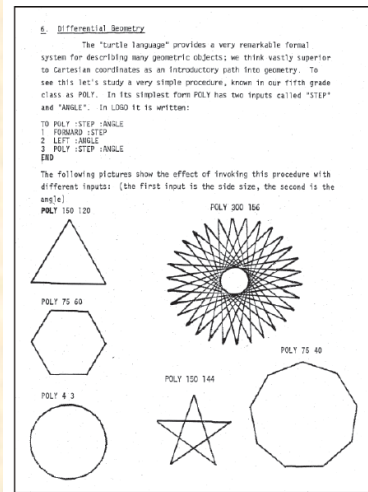 6. Differential Geometry
The "turtle language" provides a very remarkable formal
system for describing many geometric objects; we think vastly superior
to Cartesian coordinates as an introductory path into geometry. To
see this let's study a very simple procedure, known in our fifth grade
class as POLY. In its simplest form POLY has two inputs called "STEP"
and "ANGLE". In LOGO it is written:
TO POLY :STEP :ANGLE
1 FORWARD :STEP
2 LEFT :ANGLE
3 POLY :STEP :ANGLE
END
The following pictures show the effect of invoking this procedure with
different inputs: (the first input is the side size, the second is the
angle)
POLY 150 120
POLY 300 156
POLY 75 60
POLY 75 40
POLY 150 144
POLY 4 3